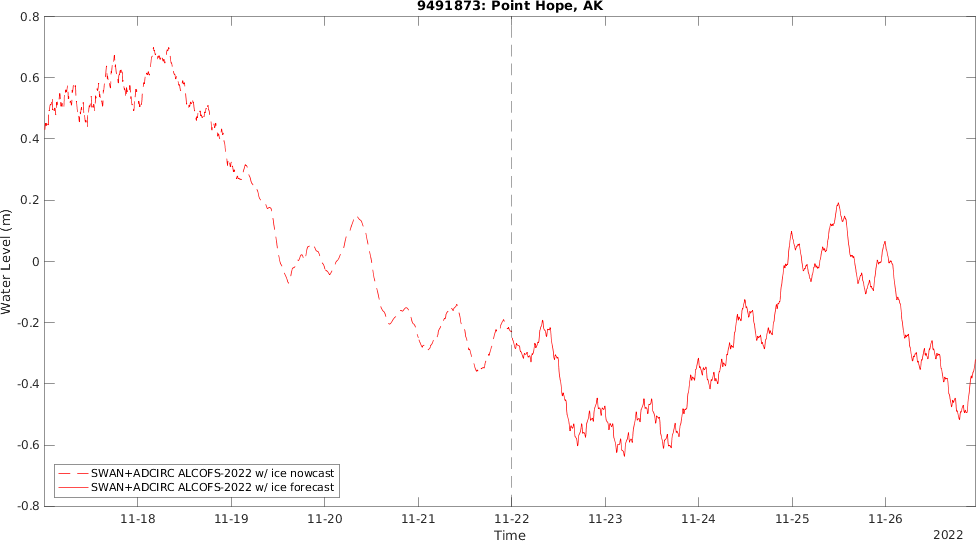 9491873: Point Hope, AK
0.8
0.6
0.4
0.2
0
-0.2
-0.4
-0.6
-0.8
Water Level (m)
SWAN+ADCIRC ALCOFS-2022 w/ ice nowcast
SWAN+ADCIRC ALCOFS-2022 w/ ice forecast
11-18 11-19 11-20 11-21 11-22 11-23 11-24 11-25 11-26
Time
2022